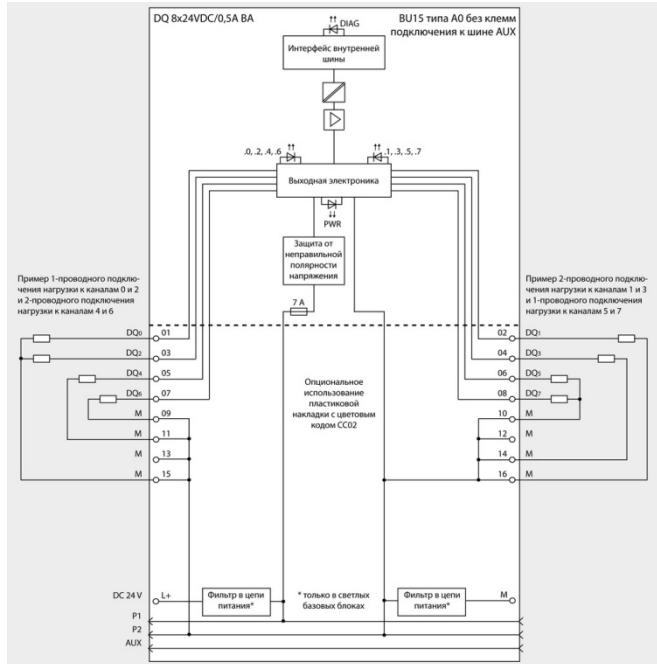 DQ 8x24VDC/0,5A BA
BU15 типа A0 без клемм
подключения к шине AUX
DIAG
Интерфейс внутренней
шины
.0, .2, .4, .6
.1, .3, .5, .7
Выходная электроника
PWR
Защита от
неправильной
полярности
напряжения
7 A
Пример 1-проводного подклю-
чения нагрузки к каналам 0 и 2
и 2-проводного подключения
нагрузки к каналам 4 и 6
Пример 2-проводного подклю-
чения нагрузки к каналам 1 и 3
и 1-проводного подключения
нагрузки к каналам 5 и 7
DQ0 01
02 DQ1
DQ2 03
04 DQ3
DQ4 05
06 DQ5
DQ6 07
08 DQ7
M 09
10 M
M 11
12 M
M 13
14 M
M 15
16 M
Опциональное
использование
пластиковой
накладки с цветовым
кодом CC02
DC 24 V
L+
Фильтр в цепи
питания*
* только в светлых
базовых блоках
Фильтр в цепи
питания*
M
P1
P2
AUX